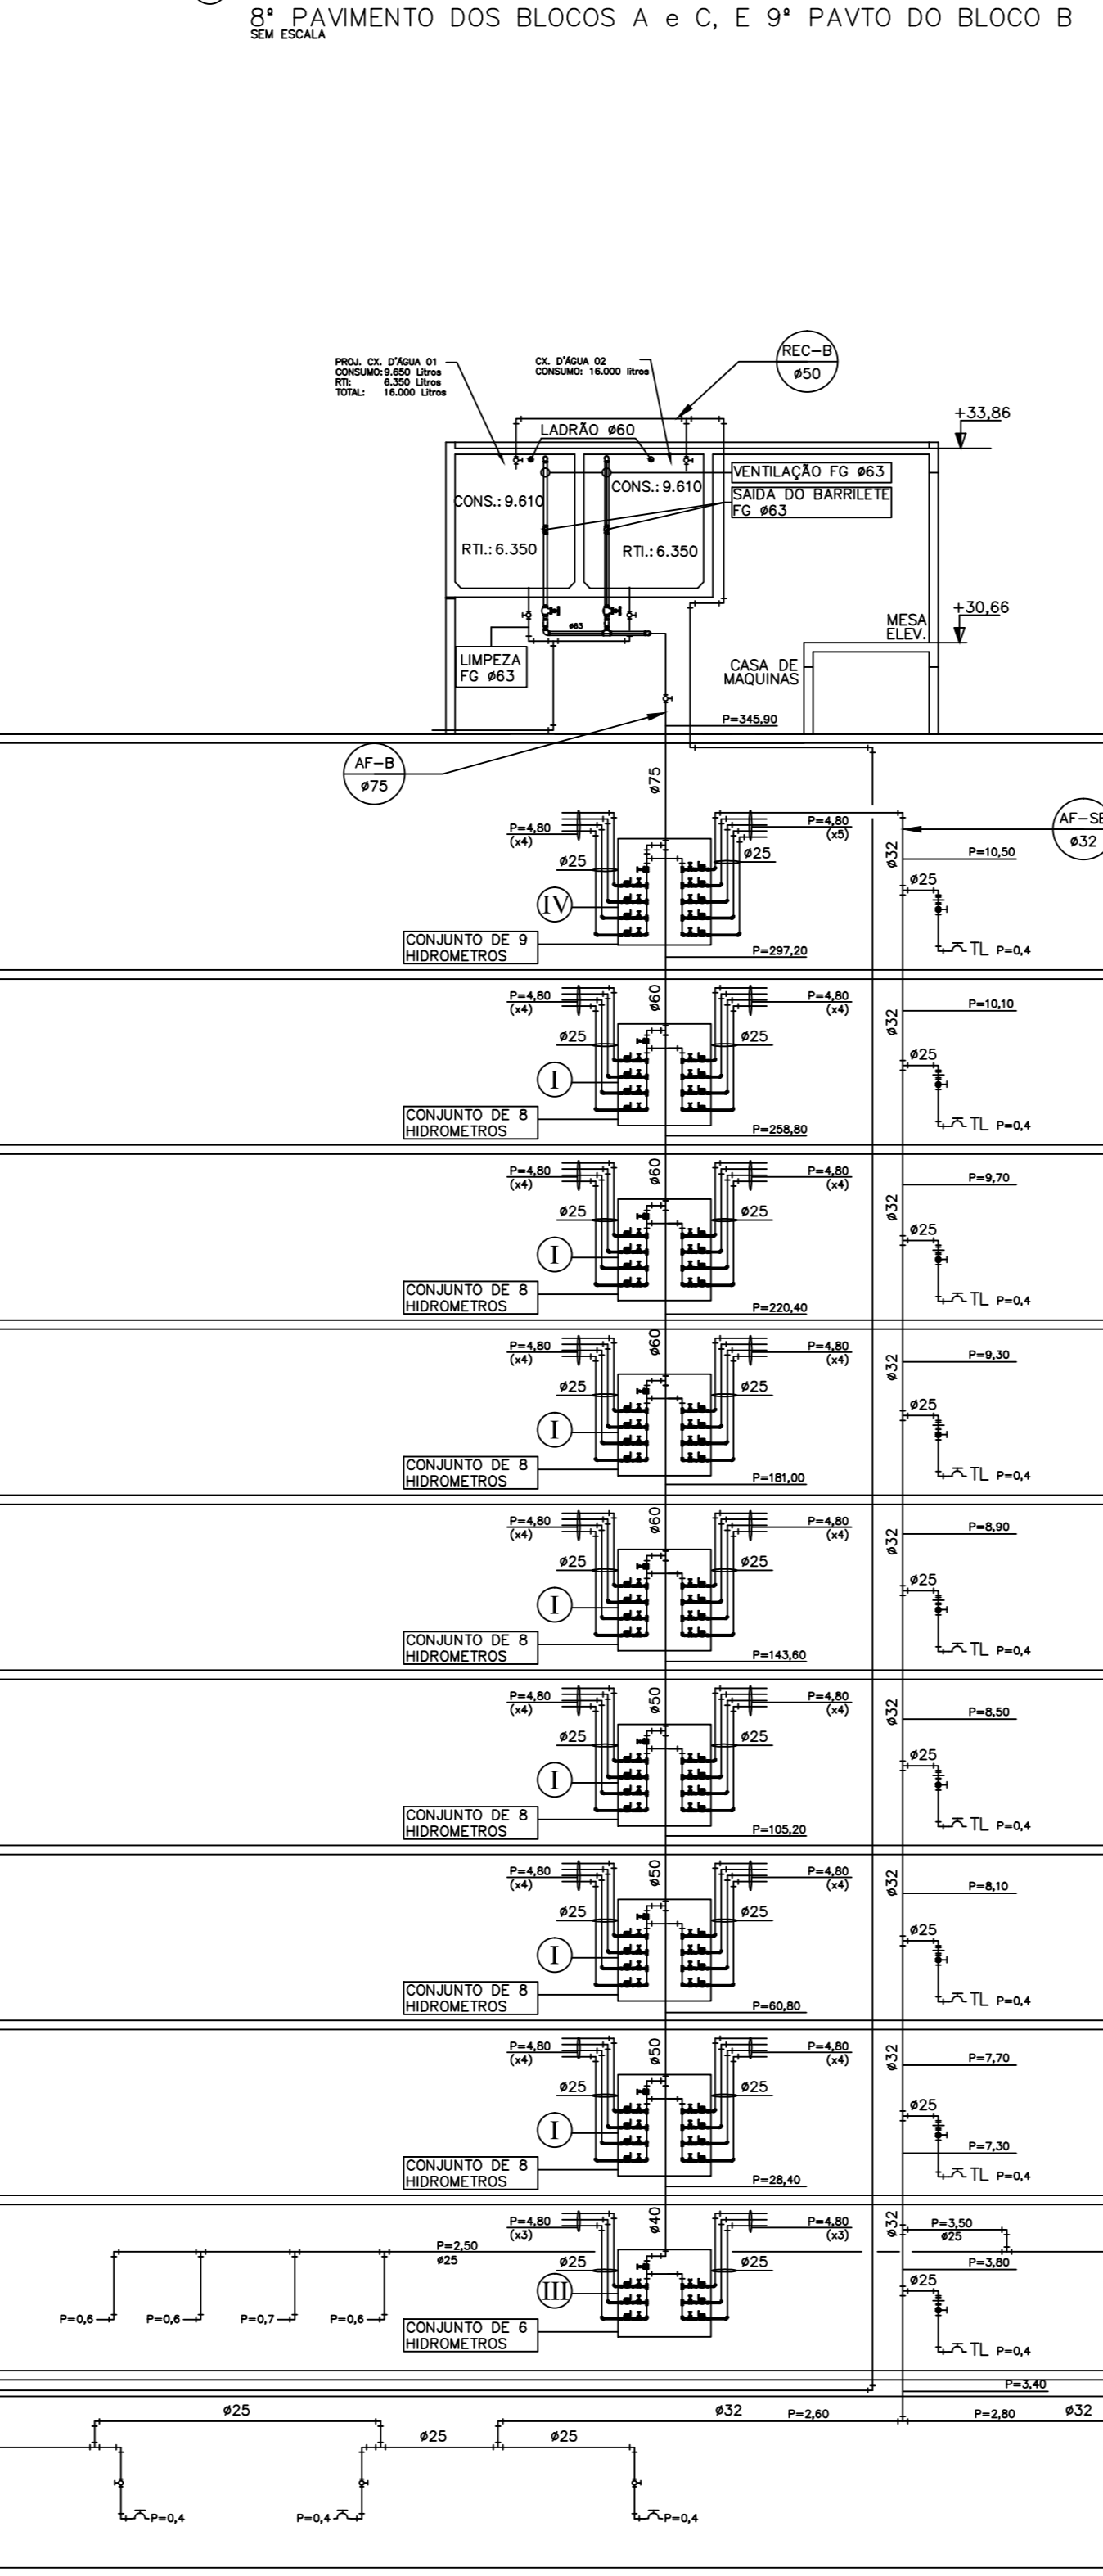 8ª PAVIMENTO DOS BLOCOS A e C, E 9ª PAVTO DO BLOCO B
SEM ESCALA
PROJ. CX. D'ÁGUA 01
CONSUMO: 9.650 Litros
RTI: 6.350 Litros
TOTAL: 16.000 Litros
CX. D'ÁGUA 02
CONSUMO: 16.000 litros
REC-B
ø50
+33,86
LADRÃO ø60
VENTILAÇÃO FG ø63
SAIDA DO BARRILETE
FG ø63
CONS.: 9.610
CONS.: 9.610
RTI.: 6.350
RTI.: 6.350
+30,66
MESA
ELEV.
ø63
LIMPEZA
FG ø63
CASA DE
MAQUINAS
P=345,90
AF-B
ø75
ø75
P=4,80
(x4)
P=4,80
(x5)
AF-SE
ø32
ø32
P=10,50
ø25
ø25
ø25
IV
CONJUNTO DE 9
HIDROMETROS
P=297,20
TL P=0,4
P=4,80
(x4)
ø60
P=4,80
(x4)
ø32
P=10,10
ø25
ø25
ø25
I
CONJUNTO DE 8
HIDROMETROS
P=258,80
TL P=0,4
P=4,80
(x4)
ø60
P=4,80
(x4)
ø32
P=9,70
ø25
ø25
ø25
I
CONJUNTO DE 8
HIDROMETROS
P=220,40
TL P=0,4
P=4,80
(x4)
ø60
P=4,80
(x4)
ø32
P=9,30
ø25
ø25
ø25
I
CONJUNTO DE 8
HIDROMETROS
P=181,00
TL P=0,4
P=4,80
(x4)
ø60
P=4,80
(x4)
ø32
P=8,90
ø25
ø25
ø25
I
CONJUNTO DE 8
HIDROMETROS
P=143,60
TL P=0,4
P=4,80
(x4)
ø50
P=4,80
(x4)
ø32
P=8,50
ø25
ø25
ø25
I
CONJUNTO DE 8
HIDROMETROS
P=105,20
TL P=0,4
P=4,80
(x4)
ø50
P=4,80
(x4)
ø32
P=8,10
ø25
ø25
ø25
I
CONJUNTO DE 8
HIDROMETROS
P=60,80
TL P=0,4
P=4,80
(x4)
ø50
P=4,80
(x4)
ø32
P=7,70
ø25
ø25
ø25
I
P=7,30
CONJUNTO DE 8
HIDROMETROS
P=28,40
TL P=0,4
P=4,80
(x3)
ø40
P=4,80
(x3)
ø32
P=3,50
ø25
P=2,50
ø25
P=3,80
ø25
ø25
ø25
III
P=0,6
P=0,6
P=0,7
P=0,6
CONJUNTO DE 6
HIDROMETROS
TL P=0,4
P=3,40
ø25
ø32
P=2,60
P=2,80
ø32
ø25
ø25
P=0,4
P=0,4
P=0,4